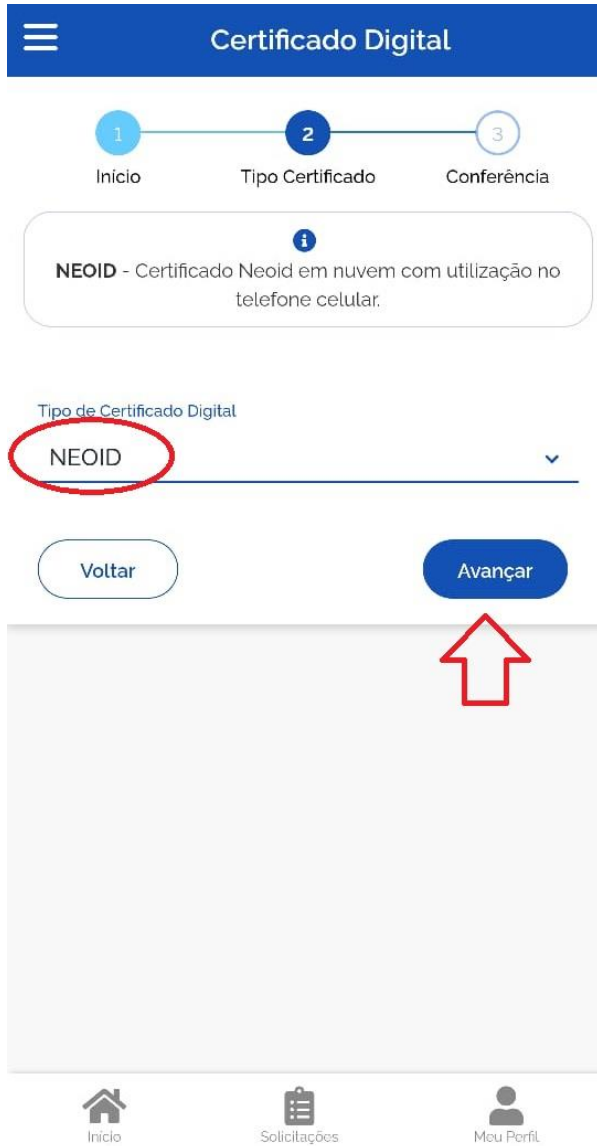 Certificado Digital
1
2
3
Início
Tipo Certificado
Conferência
NEOID - Certificado Neoid em nuvem com utilização no
telefone celular.
Tipo de Certificado Digital
NEOID
Voltar
Avançar
Início
Solicitações
Meu Perfil